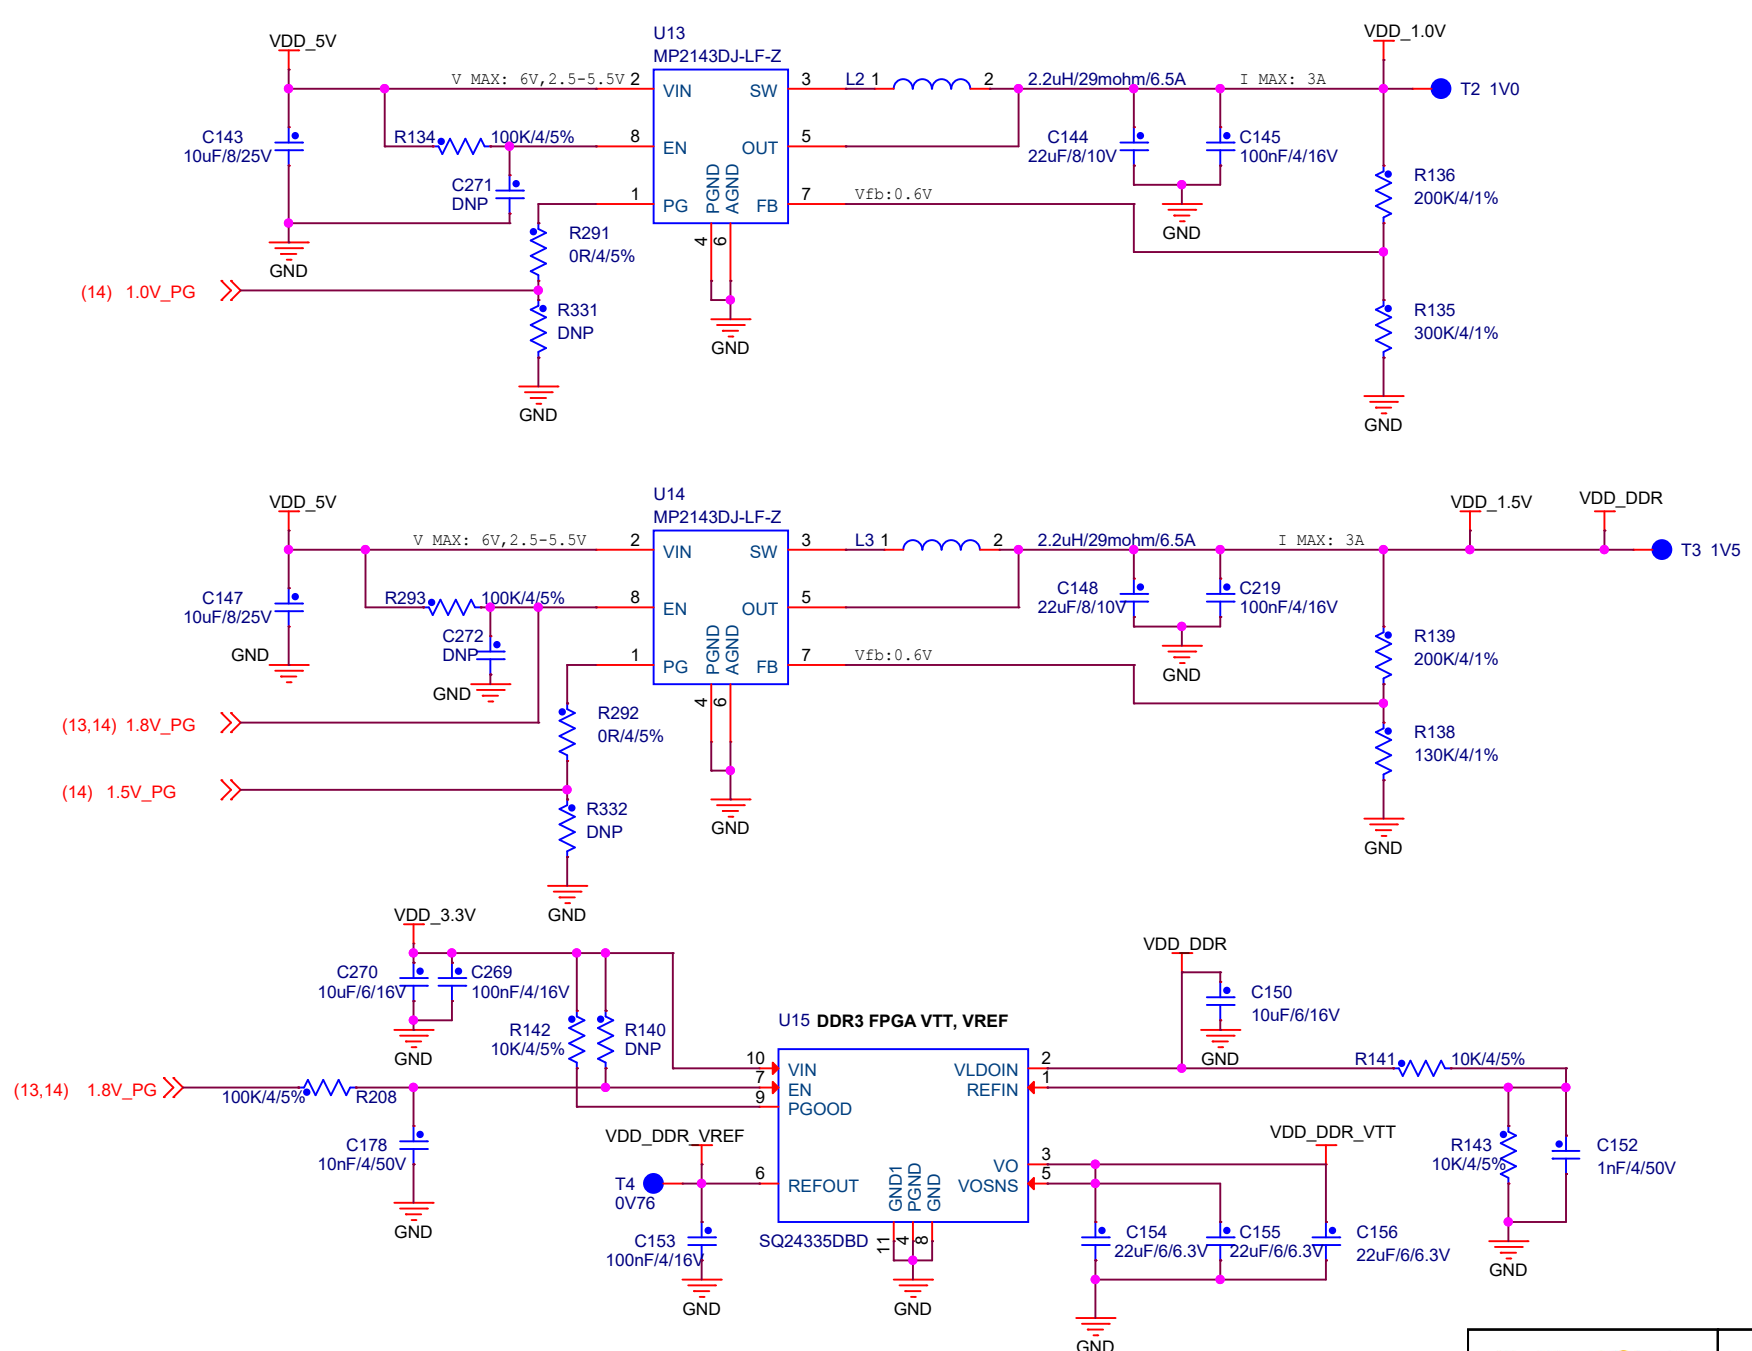 VDD_5V
U13
MP2143DJ-LF-Z
VDD_1.0V
V MAX: 6V,2.5-5.5V
2
VIN
SW
3
L2
1
2
2.2uH/29mohm/6.5A
I MAX: 3A
T2 1V0
C143
10uF/8/25V
R134
100K/4/5%
8
EN
OUT
5
C144
22uF/8/10V
C145
100nF/4/16V
C271
DNP
1
PG
PGND
AGND
FB
7
Vfb:0.6V
R136
200K/4/1%
4
6
GND
R291
0R/4/5%
GND
GND
(14) 1.0V_PG
R331
DNP
R135
300K/4/1%
GND
GND
GND
VDD_5V
U14
MP2143DJ-LF-Z
VDD_1.5V
VDD_DDR
V MAX: 6V,2.5-5.5V
2
VIN
SW
3
L3
1
2
2.2uH/29mohm/6.5A
I MAX: 3A
T3 1V5
C147
10uF/8/25V
R293
100K/4/5%
8
EN
OUT
5
C148
22uF/8/10V
C219
100nF/4/16V
C272
DNP
GND
1
PG
PGND
AGND
FB
7
Vfb:0.6V
R139
200K/4/1%
GND
GND
4
6
(13,14) 1.8V_PG
R292
0R/4/5%
R138
130K/4/1%
(14) 1.5V_PG
R332
DNP
GND
GND
GND
VDD_3.3V
VDD_DDR
C270
10uF/6/16V
C269
100nF/4/16V
C150
10uF/6/16V
GND
R142
10K/4/5%
R140
DNP
U15
DDR3 FPGA VTT, VREF
GND
10
VIN
VLDOIN
2
R141
10K/4/5%
(13,14) 1.8V_PG
100K/4/5%
R208
7
EN
REFIN
1
9
PGOOD
C178
10nF/4/50V
VDD_DDR_VREF
VDD_DDR_VTT
R143
10K/4/5%
C152
1nF/4/50V
VO
3
T4
0V76
6
REFOUT
GND1
PGND
GND
VOSNS
5
GND
C153
100nF/4/16V
SQ24335DBD
11
4
8
C154
22uF/6/6.3V
C155
22uF/6/6.3V
C156
22uF/6/6.3V
GND
GND
GND
GND